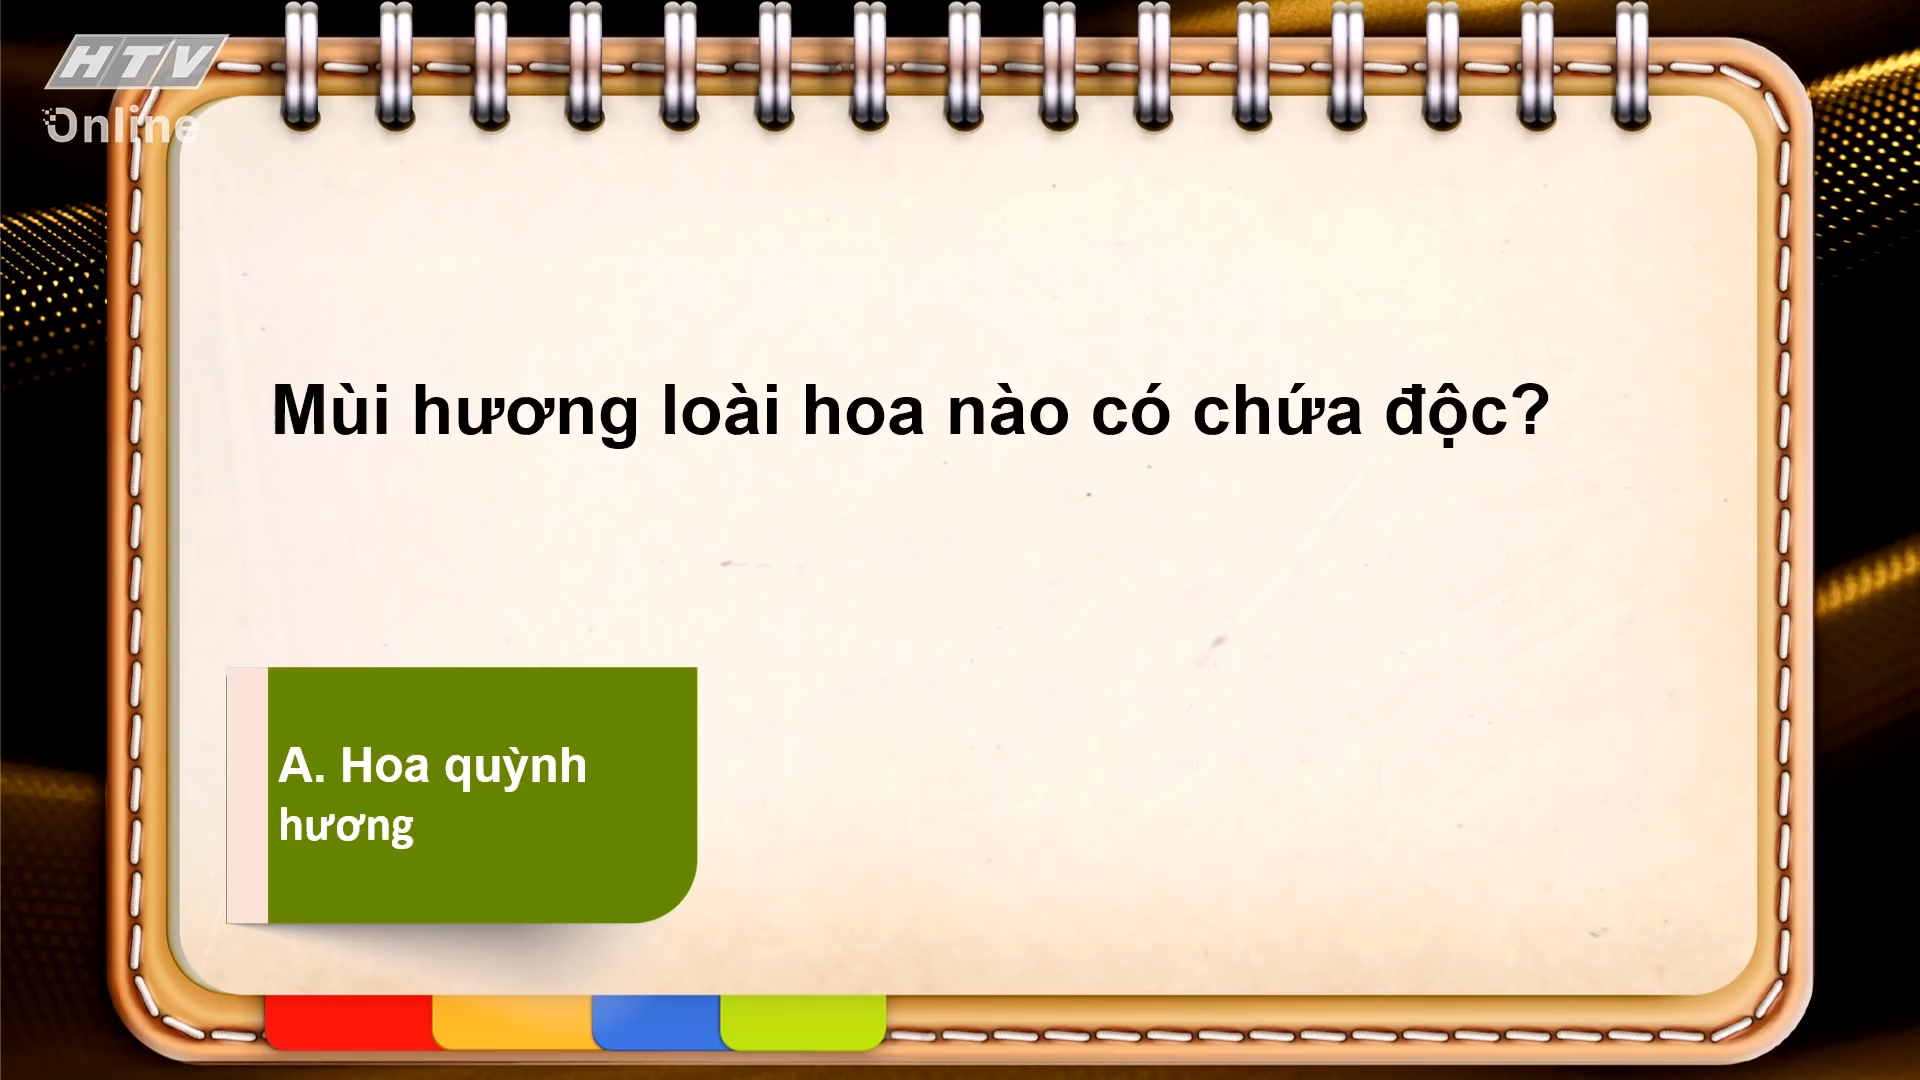 HTV
Online
Mùi hương loài hoa nào có chứa độc?
A. Hoa quỳnh
hương